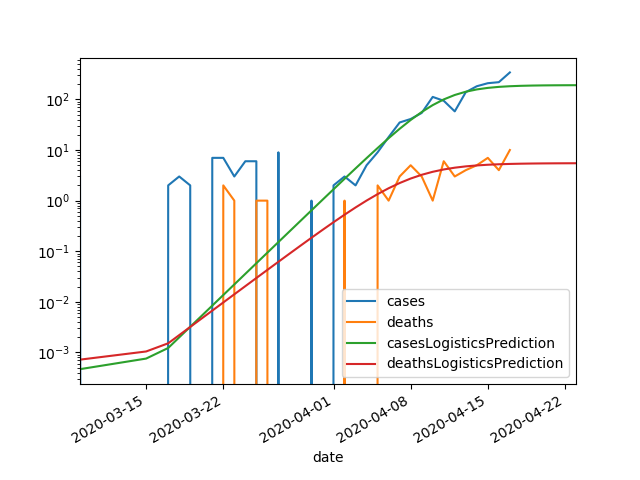 10²
10¹
10⁰
10⁻¹
10⁻²
10⁻³
cases
deaths
casesLogisticsPrediction
deathsLogisticsPrediction
2020-03-15
2020-03-22
2020-04-01
2020-04-08
2020-04-15
2020-04-22
date